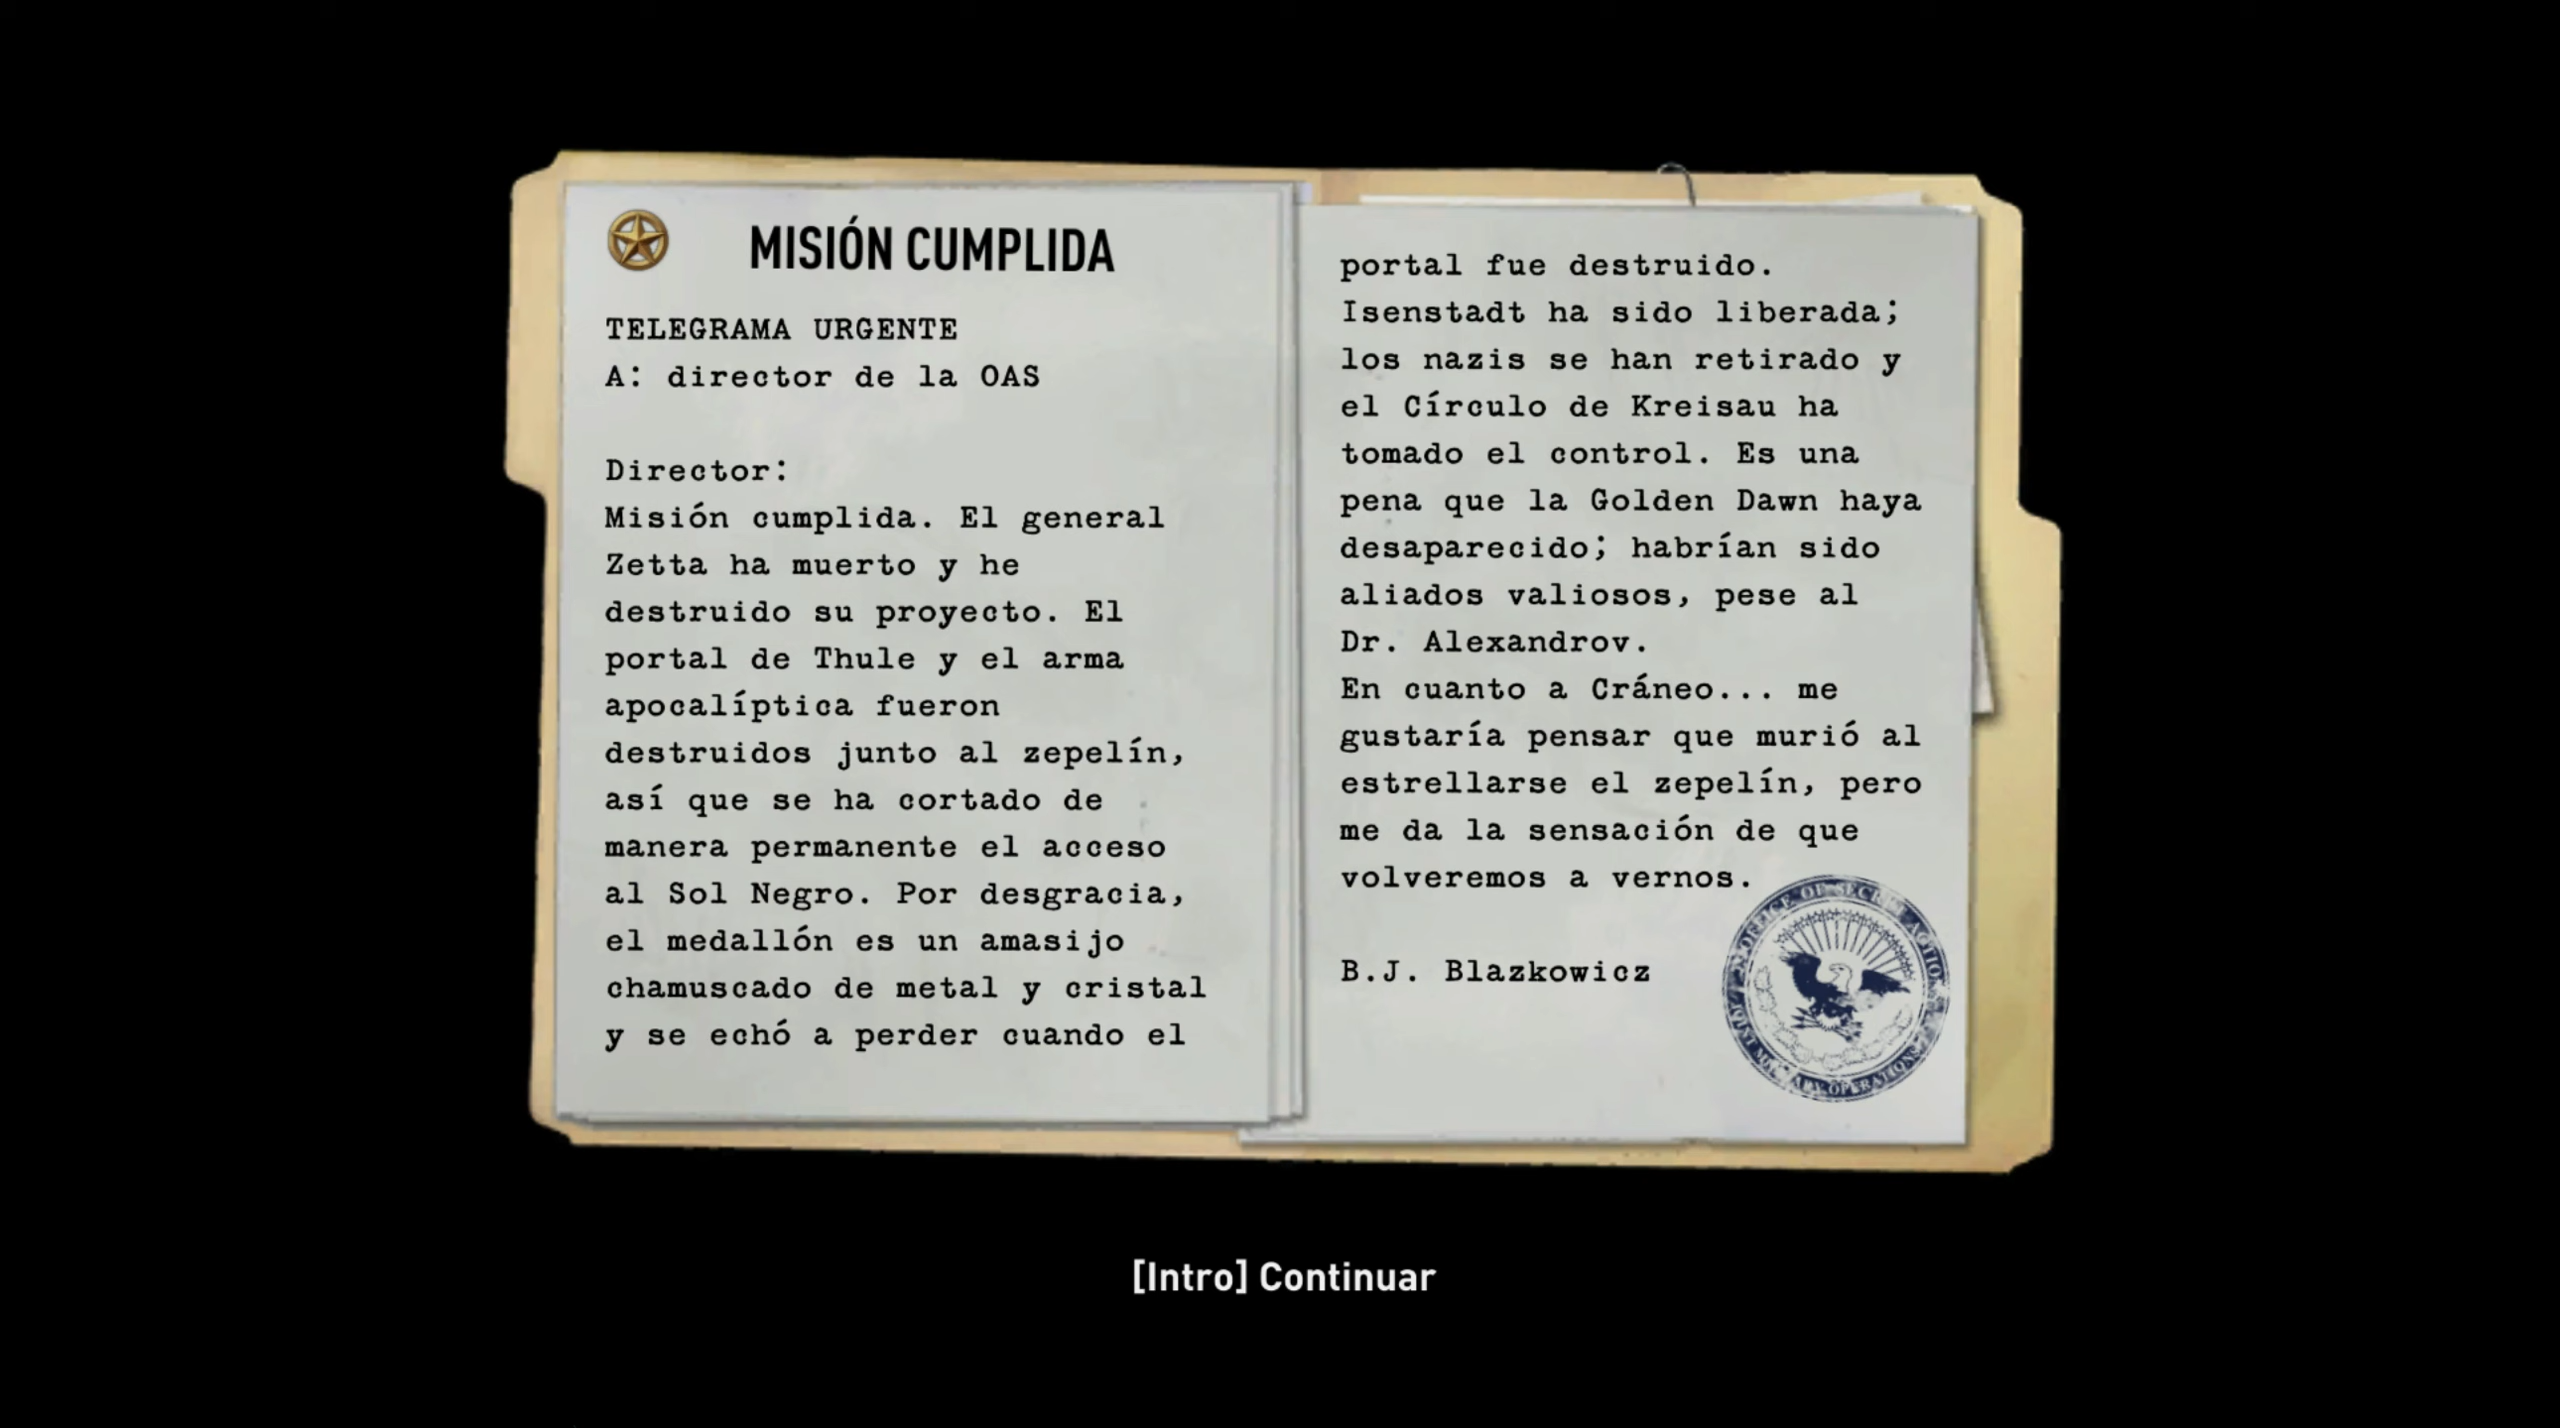 MISIÓN CUMPLIDA
TELEGRAMA URGENTE
A: director de la OAS
Director:
Misión cumplida. El general
Zetta ha muerto y he
destruido su proyecto. El
portal de Thule y el arma
apocalíptica fueron
destruidos junto al zepelín,
así que se ha cortado de
manera permanente el acceso
al Sol Negro. Por desgracia,
el medallón es un amasijo
chamuscado de metal y cristal
y se echó a perder cuando el
portal fue destruido.
Isenstadt ha sido liberada;
los nazis se han retirado y
el Círculo de Kreisau ha
tomado el control. Es una
pena que la Golden Dawn haya
desaparecido; habrían sido
aliados valiosos, pese al
Dr. Alexandrov.
En cuanto a Cráneo... me
gustaría pensar que murió al
estrellarse el zepelín, pero
me da la sensación de que
volveremos a vernos.
B.J. Blazkowicz
OFFICE OF SECRET ACTIO
OPERATIONS
[Intro] Continuar